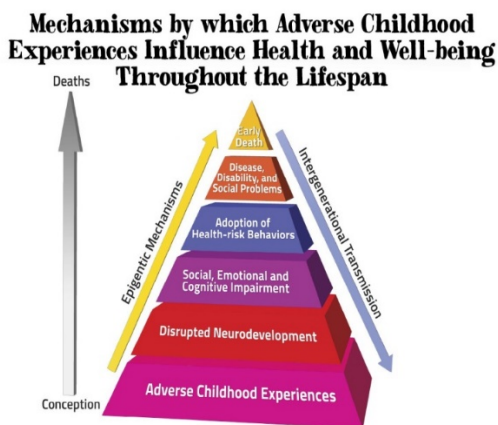 Mechanisms by which Adverse Childhood
Experiences Influence Health and Well-being
Throughout the Lifespan
Deaths
Early
Death
Disease,
Disability, and
Social Problems
Adoption of
Health-risk Behaviors
Social, Emotional and
Cognitive Impairment
Disrupted Neurodevelopment
Adverse Childhood Experiences
Epigentic Mechanisms
Intergenerational Transmission
Conception